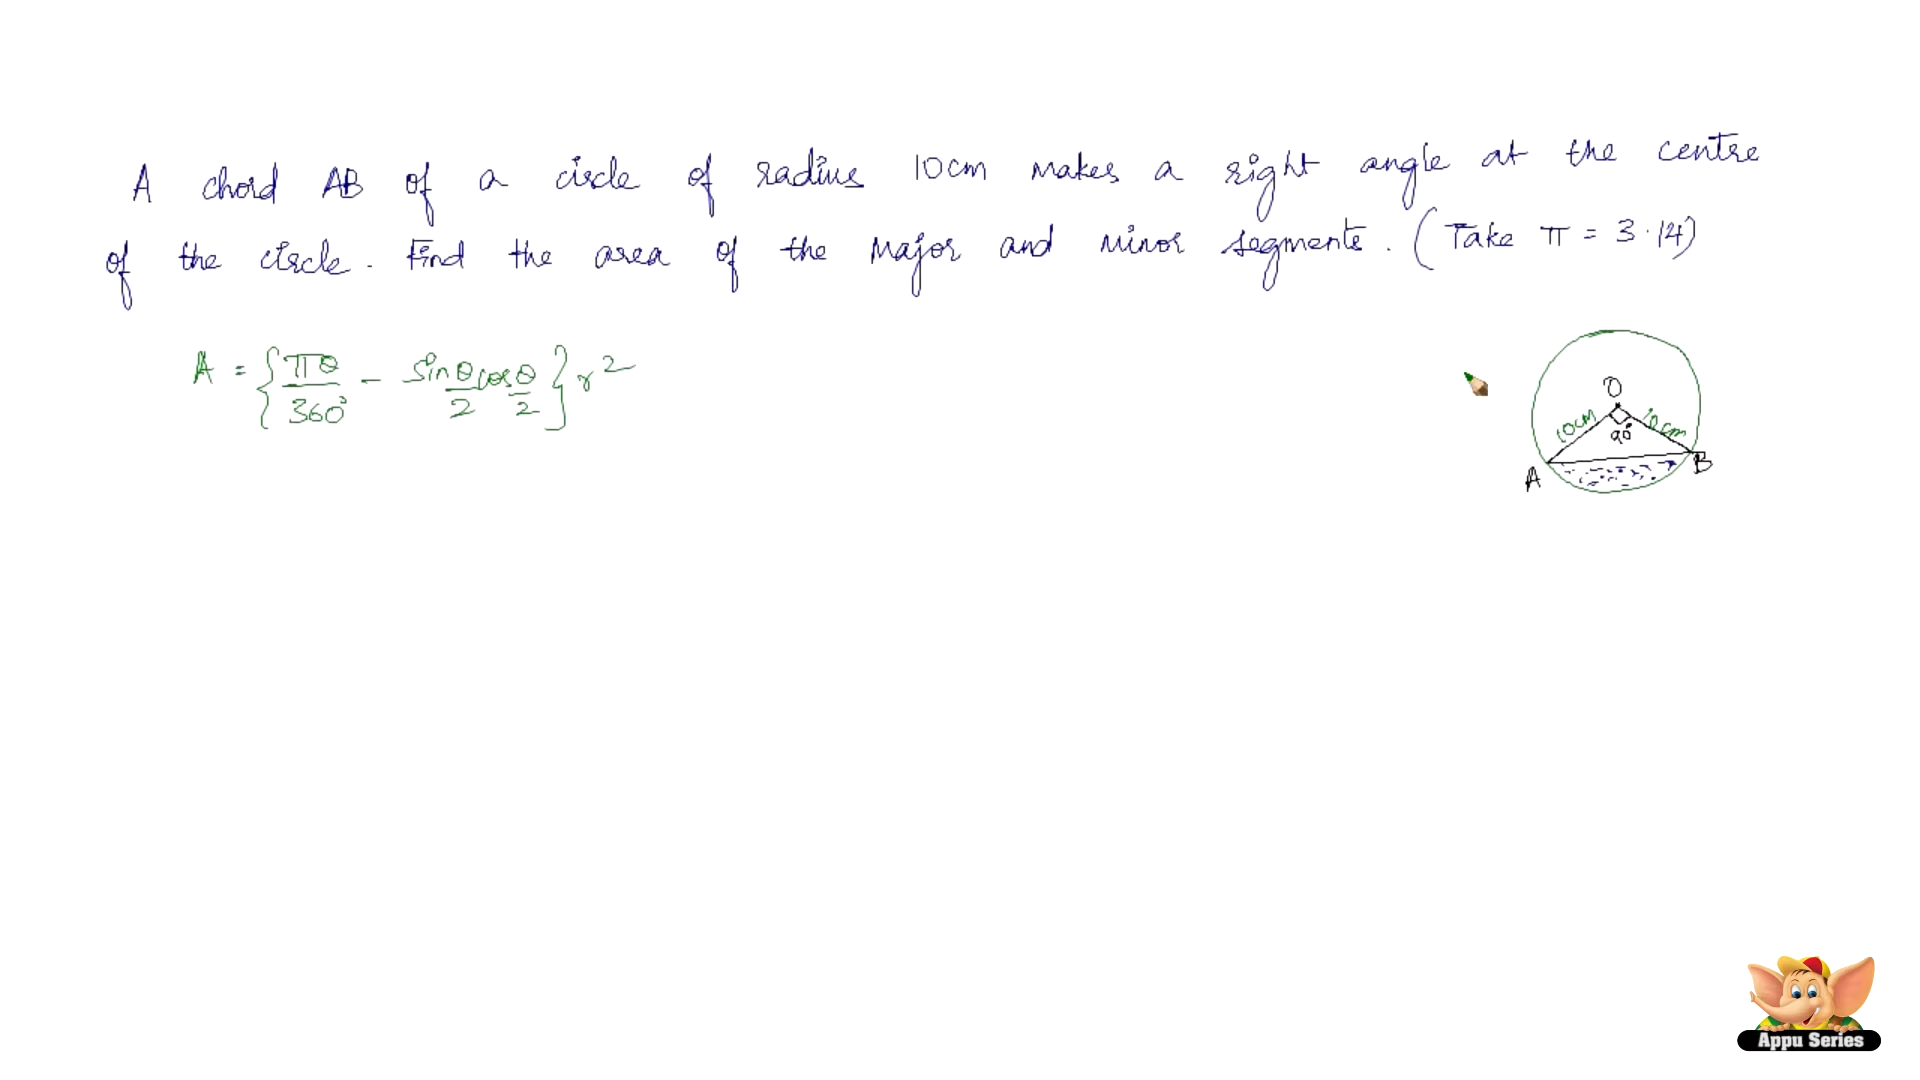 A chord AB of a circle of radius 10cm makes a right angle at the centre
of the circle. Find the area of the Major and Minor segments. (Take π = 3.14)
A = {πθ/360° - Sin θ/2 cos θ/2} r²
O
10cm 10cm
90°
A B
Appu Series